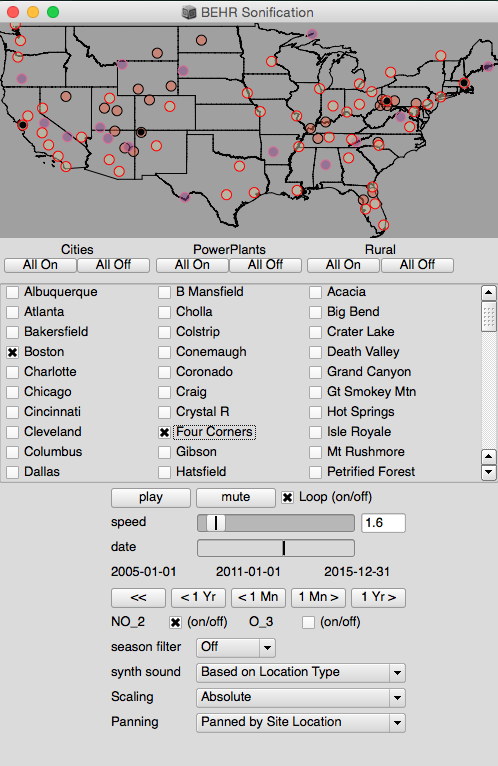 BEHR Sonification
Cities PowerPlants Rural
All On All Off All On All Off All On All Off
Albuquerque B Mansfield Acacia
Atlanta Cholla Big Bend
Bakersfield Colstrip Crater Lake
Boston Conemaugh Death Valley
Charlotte Coronado Grand Canyon
Chicago Craig Gt Smokey Mtn
Cincinnati Crystal R Hot Springs
Cleveland Four Corners Isle Royale
Columbus Gibson Mt Rushmore
Dallas Hatsfield Petrified Forest
play mute Loop (on/off)
speed 1.6
date
2005-01-01 2011-01-01 2015-12-31
<< < 1 Yr < 1 Mn 1 Mn > 1 Yr >
NO_2 (on/off) O_3 (on/off)
season filter Off
synth sound Based on Location Type
Scaling Absolute
Panning Panned by Site Location